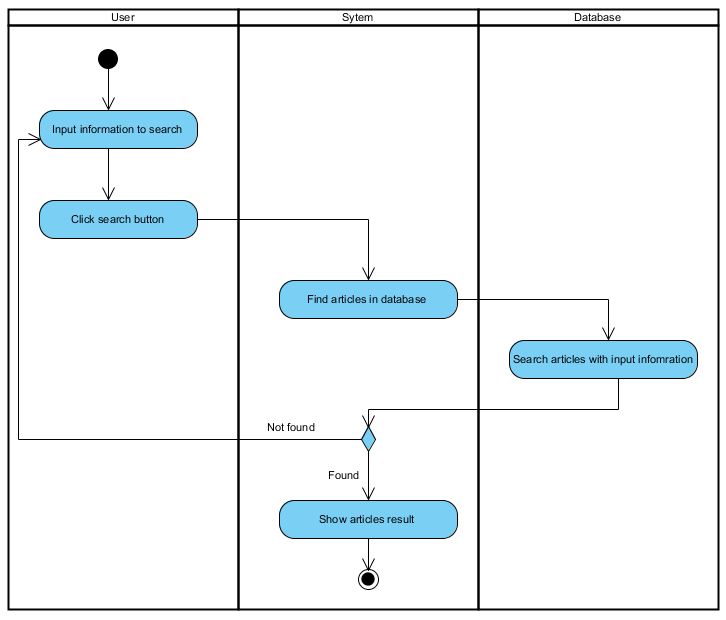 User
Sytem
Database
Input information to search
Click search button
Find articles in database
Search articles with input infomration
Not found
Found
Show articles result